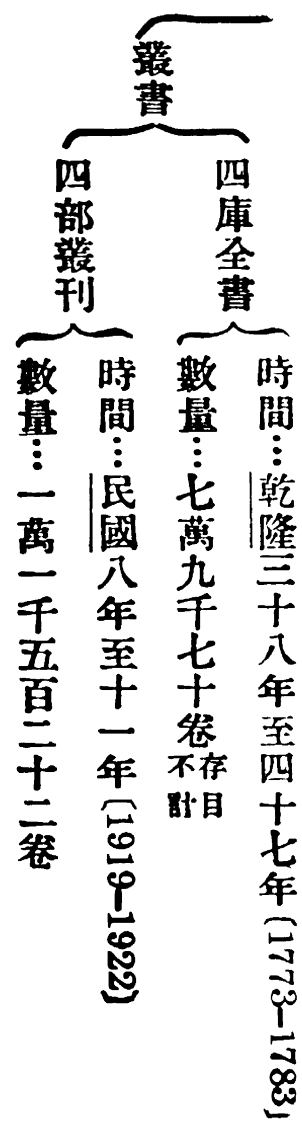 叢書
四庫全書
時間…乾隆三十八年至四十七年(1773–1783)
數量…七萬九千七十卷存目不計
四部叢刊
時間…民國八年至十一年(1919–1922)
數量…一萬一千五百二十二卷